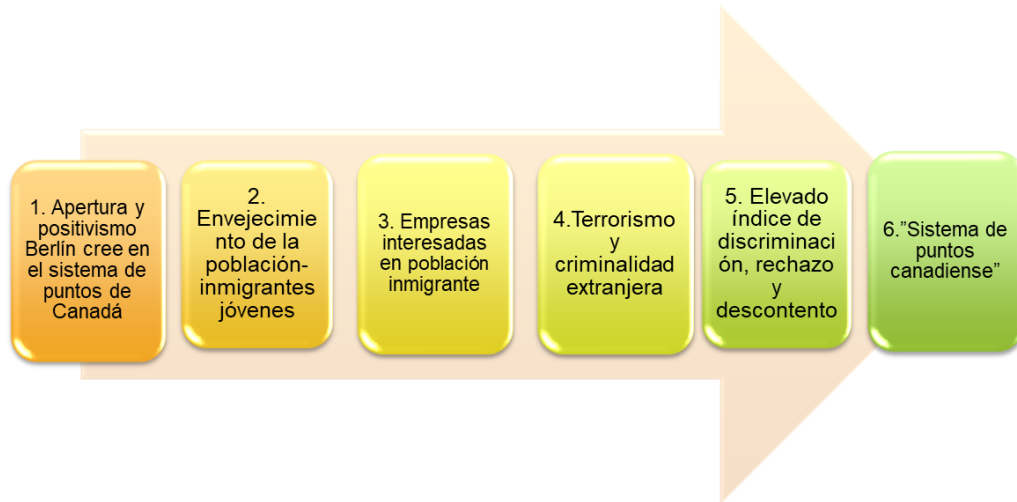 1. Apertura y
positivismo
Berlín cree en
el sistema de
puntos de
Canadá
2.
Envejecimie
nto de la
población-
inmigrantes
jóvenes
3. Empresas
interesadas
en población
inmigrante
4.Terrorismo
y
criminalidad
extranjera
5. Elevado
índice de
discriminaci
ón, rechazo
y
descontento
6.”Sistema de
puntos
canadiense”